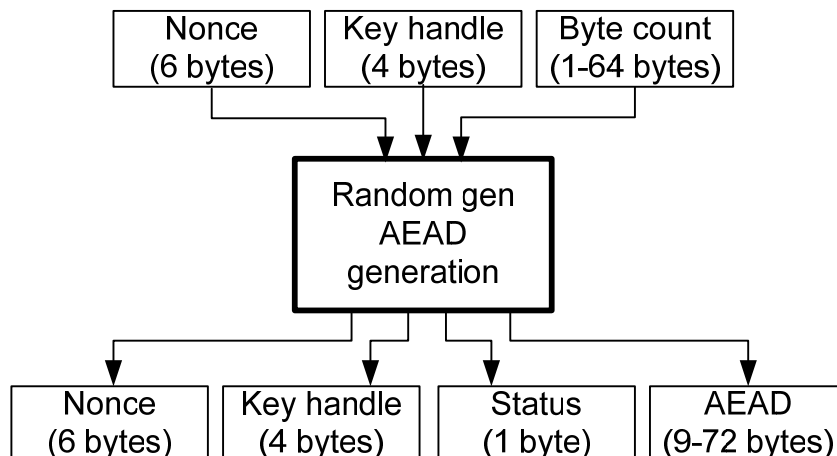 Nonce
(6 bytes)
Key handle
(4 bytes)
Byte count
(1-64 bytes)
Random gen
AEAD
generation
Nonce
(6 bytes)
Key handle
(4 bytes)
Status
(1 byte)
AEAD
(9-72 bytes)